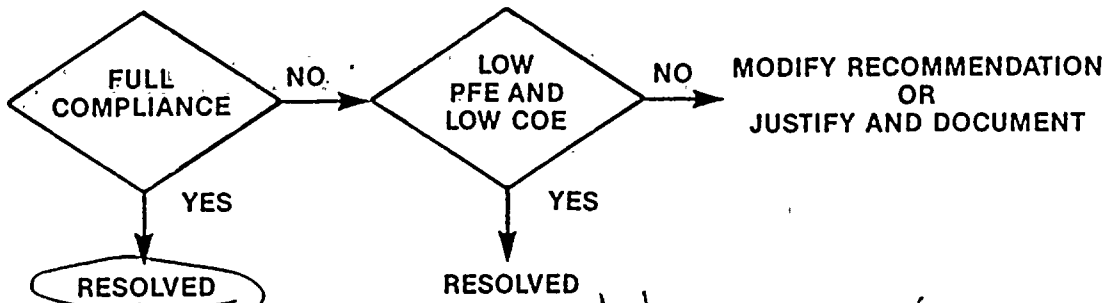 FULL
COMPLIANCE
NO
LOW
PFE AND
LOW COE
NO
MODIFY RECOMMENDATION
OR
JUSTIFY AND DOCUMENT
YES
YES
RESOLVED
RESOLVED